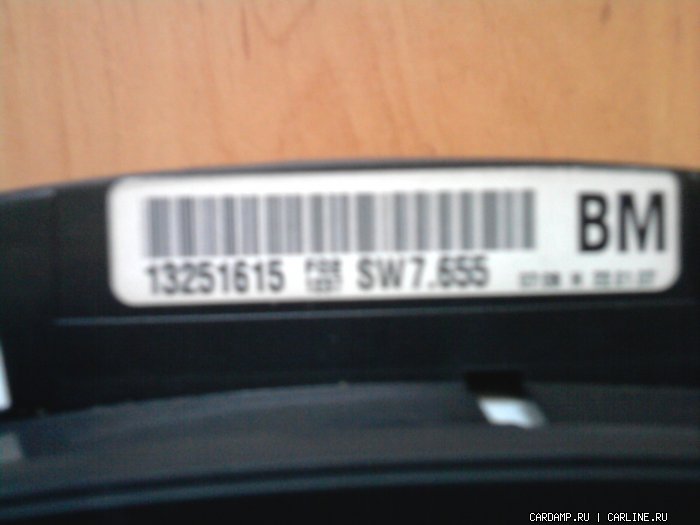 BM
13251615 SW7.655
CARDAMP.RU | CARLINE.RU